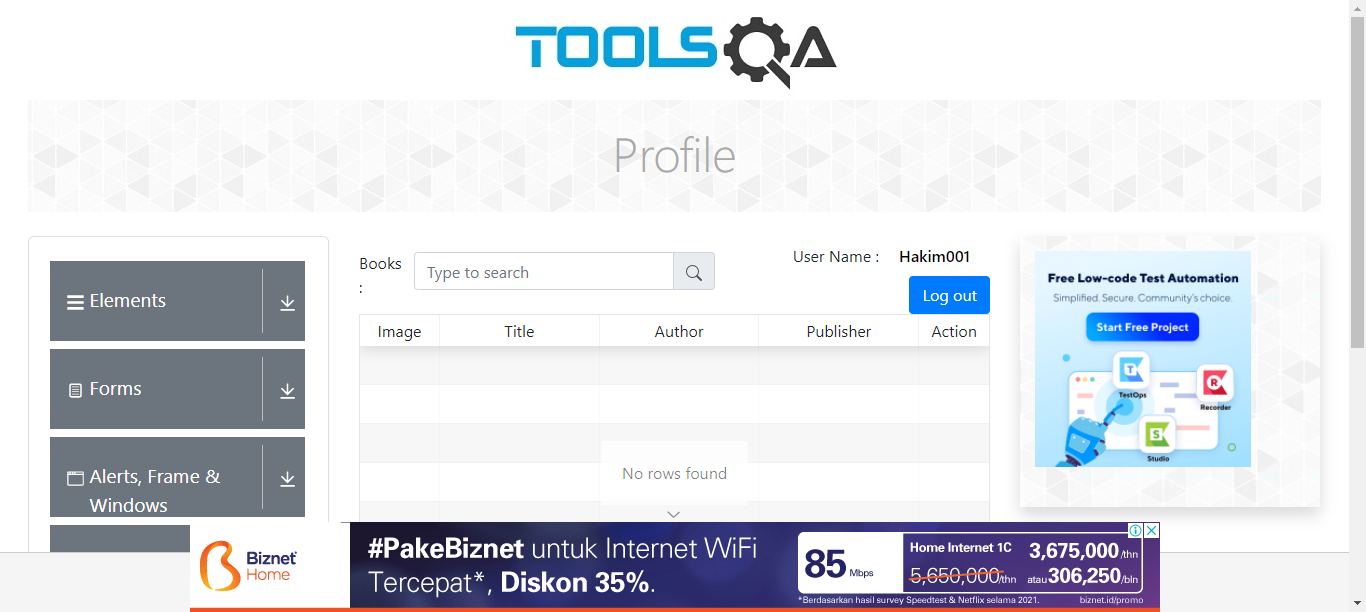 TOOLSQA
Profile
Elements
Forms
Alerts, Frame &
Windows
Books
:
Type to search
User Name :
Hakim001
Log out
Image
Title
Author
Publisher
Action
No rows found
Free Low-code Test Automation
Simplified. Secure. Community's choice.
Start Free Project
TestOps
Recorder
Studio
Biznet
Home
#PakeBiznet untuk Internet WiFi
Tercepat*, Diskon 35%.
85 Mbps
Home Internet 1C
5,650,000/thn
3,675,000/thn
atau 306,250/bln
*Berdasarkan hasil survey Speedtest & Netflix selama 2021.
biznet.id/promo